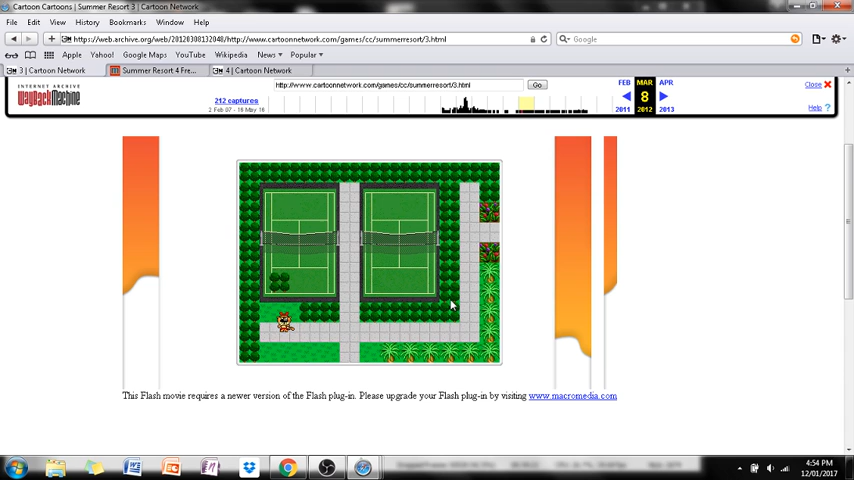 Cartoon Cartoons | Summer Resort 3 | Cartoon Network
File Edit View History Bookmarks Window Help
https://web.archive.org/web/20120308132048/http://www.cartoonnetwork.com/games/cc/summerresort/3.html
Google
Apple Yahoo! Google Maps YouTube Wikipedia News Popular
3 | Cartoon Network
Summer Resort 4 Fre...
4 | Cartoon Network
INTERNET ARCHIVE
WayBackMachine
http://www.cartoonnetwork.com/games/cc/summerresort/3.html
Go
FEB MAR APR
Close
212 captures
8
2 Feb 07 - 18 May 16
2011 2012 2013
Help
This Flash movie requires a newer version of the Flash plug-in. Please upgrade your Flash plug-in by visiting www.macromedia.com
4:54 PM
12/01/2017